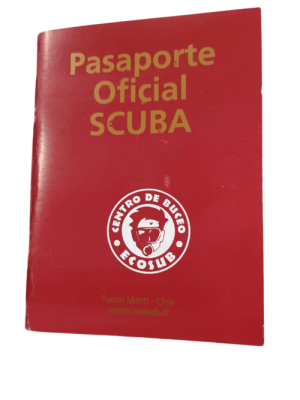 Pasaporte
Oficial
SCUBA
CENTRO DE BUCEO
ECOSUB
Puerto Montt - Chile